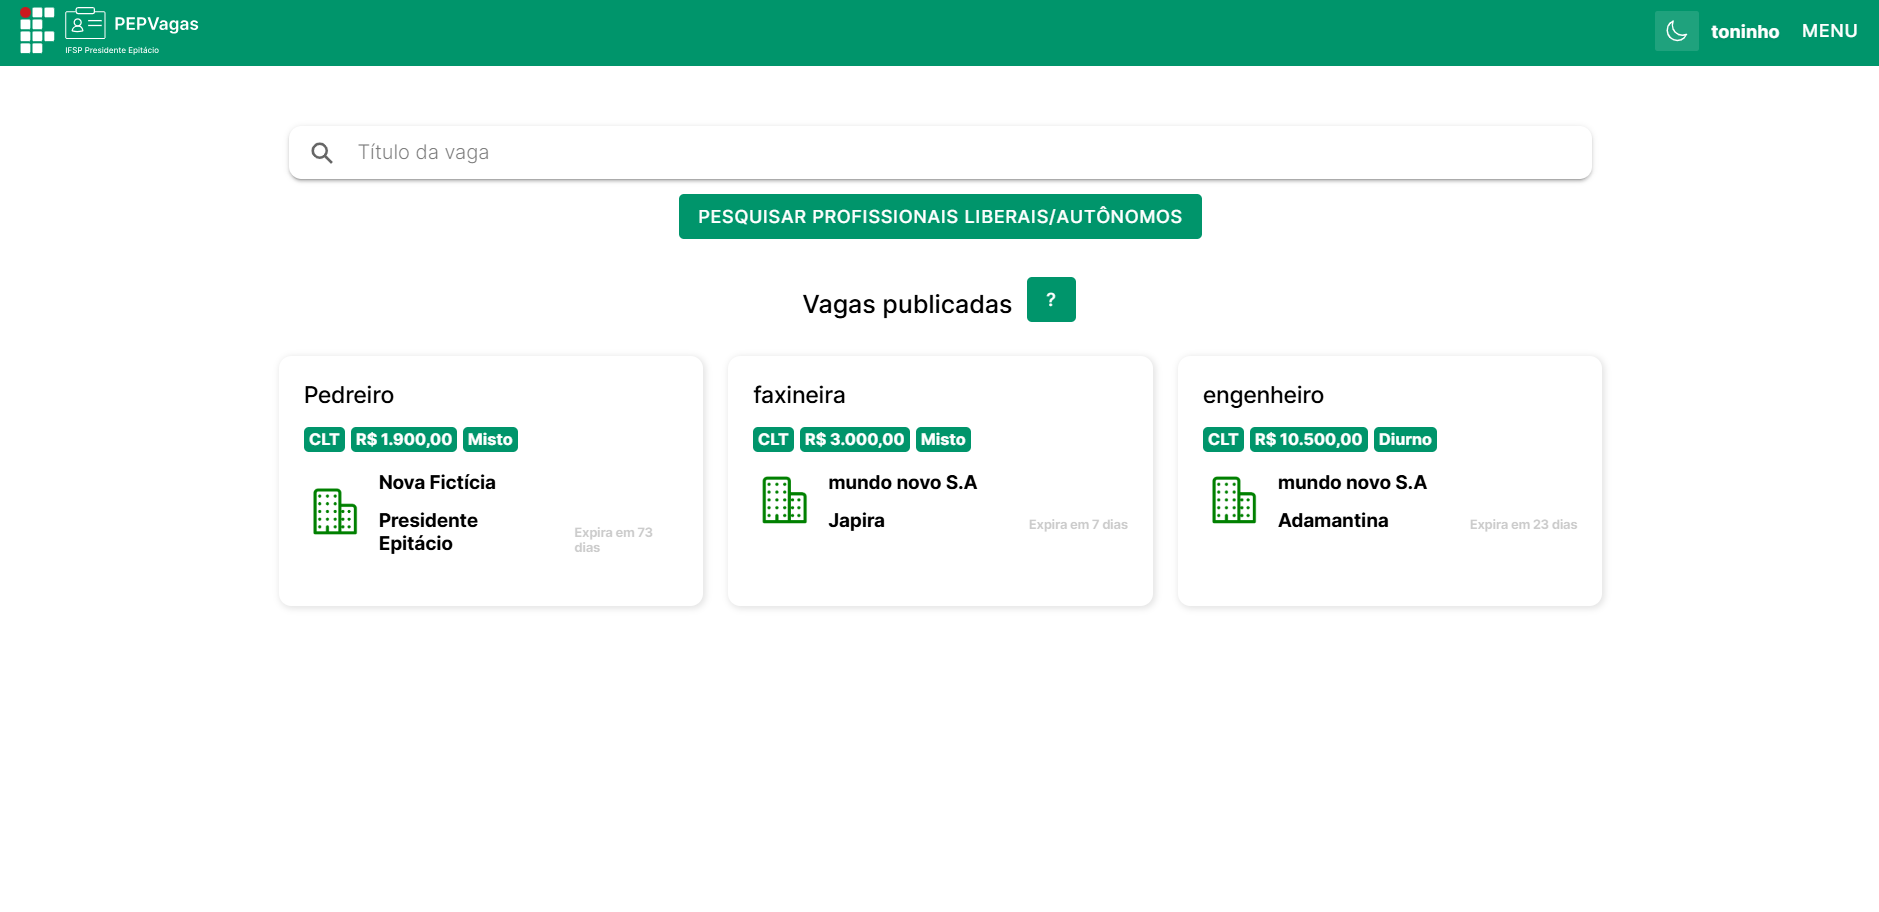 PEPVagas
IFSP Presidente Epitácio
toninho
MENU
Título da vaga
PESQUISAR PROFISSIONAIS LIBERAIS/AUTÔNOMOS
Vagas publicadas
?
Pedreiro
CLT R$ 1.900,00 Misto
Nova Fictícia
Presidente
Epitácio
Expira em 73
dias
faxineira
CLT R$ 3.000,00 Misto
mundo novo S.A
Japira
Expira em 7 dias
engenheiro
CLT R$ 10.500,00 Diurno
mundo novo S.A
Adamantina
Expira em 23 dias